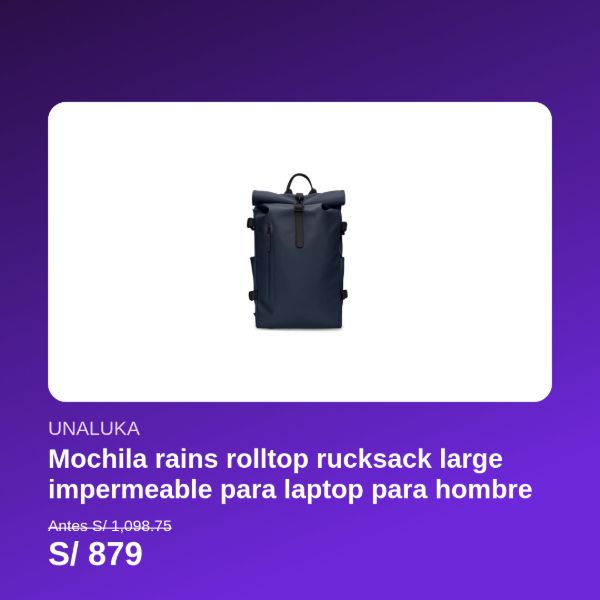 UNALUKA
Mochila rains rolltop rucksack large
impermeable para laptop para hombre
Antes S/ 1,098.75
S/ 879